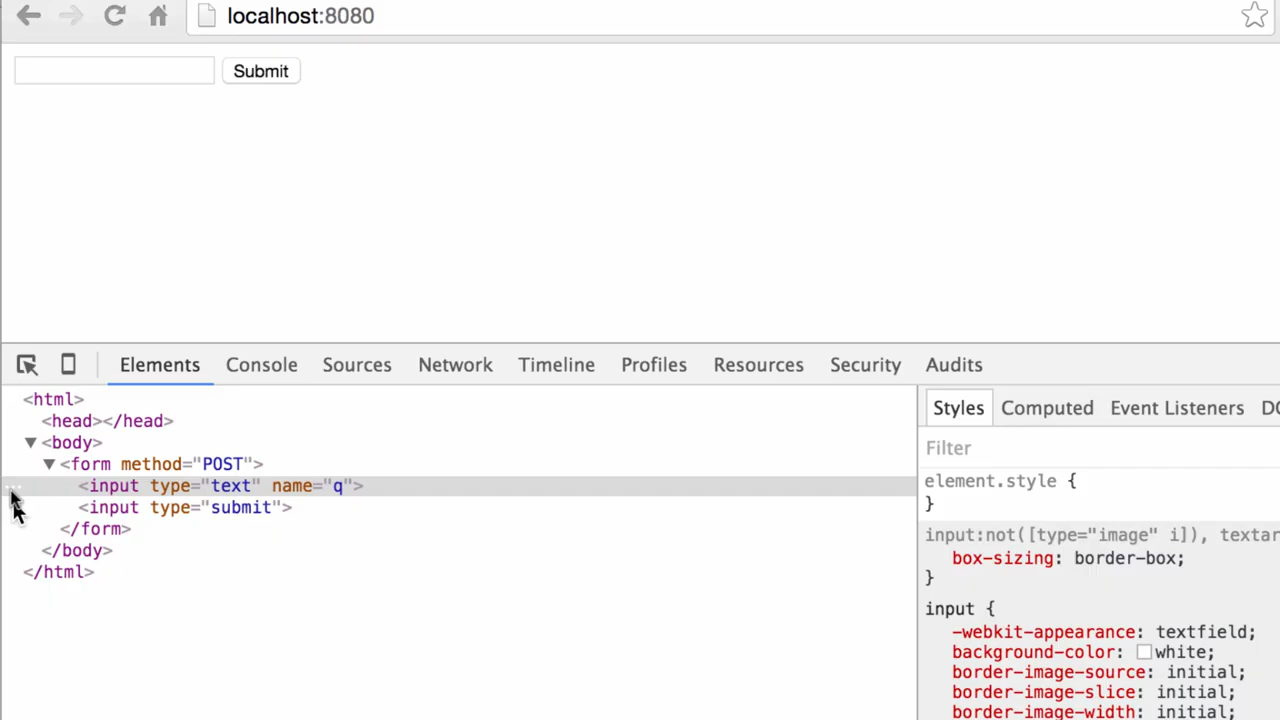 localhost:8080
Submit
Elements Console Sources Network Timeline Profiles Resources Security Audits
<html>
<head></head>
▼<body>
▼<form method="POST">
<input type="text" name="q">
<input type="submit">
</form>
</body>
</html>
Styles Computed Event Listeners
Filter
element.style {
}
input:not([type="image" i]), textar
box-sizing: border-box;
}
input {
-webkit-appearance: textfield;
background-color: white;
border-image-source: initial;
border-image-slice: initial;
border-image-width: initial;